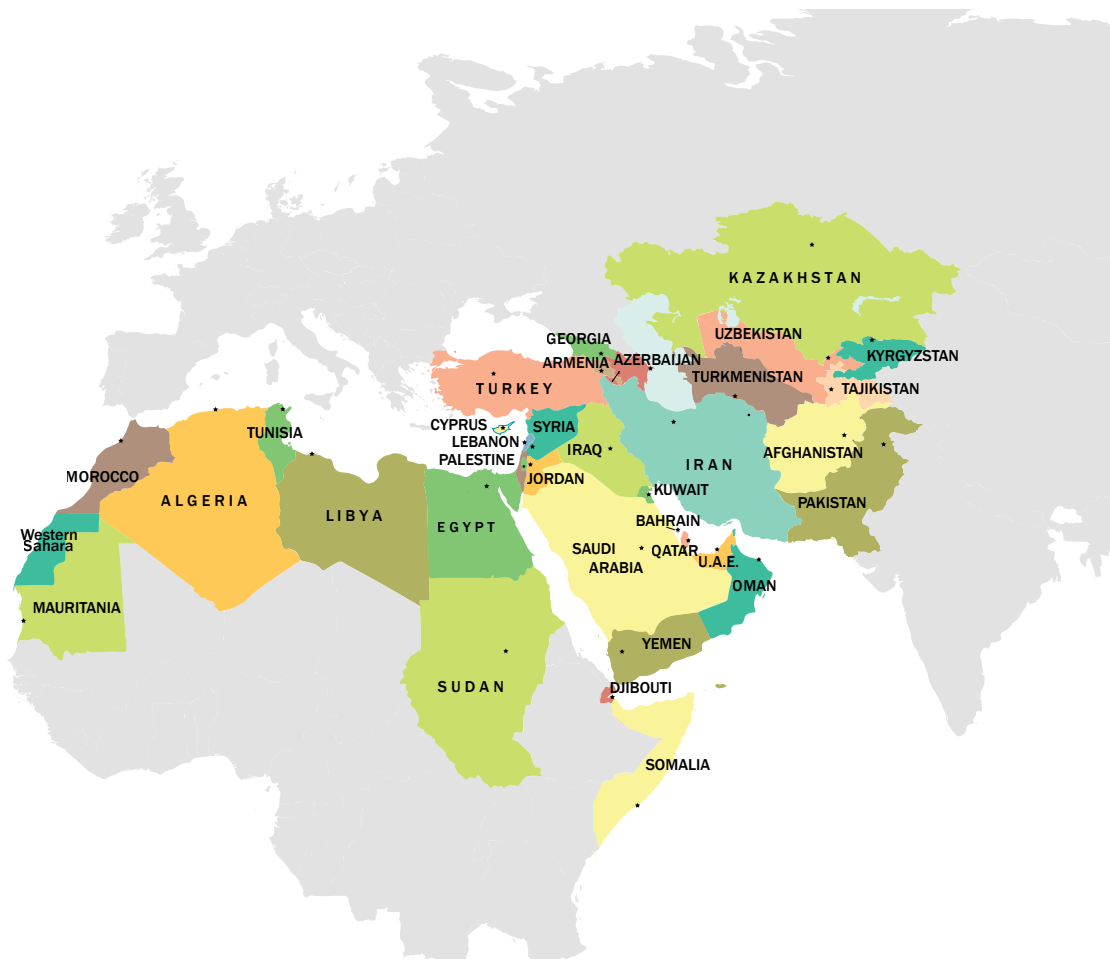 KAZAKHSTAN
UZBEKISTAN
GEORGIA
KYRGYZSTAN
ARMENIA
AZERBAIJAN
TURKMENISTAN
TURKEY
TAJIKISTAN
CYPRUS
SYRIA
TUNISIA
LEBANON
IRAQ
AFGHANISTAN
PALESTINE
IRAN
MOROCCO
JORDAN
KUWAIT
ALGERIA
PAKISTAN
LIBYA
BAHRAIN
EGYPT
Western
Sahara
SAUDI
ARABIA
QATAR
U.A.E.
OMAN
MAURITANIA
YEMEN
SUDAN
DJIBOUTI
SOMALIA